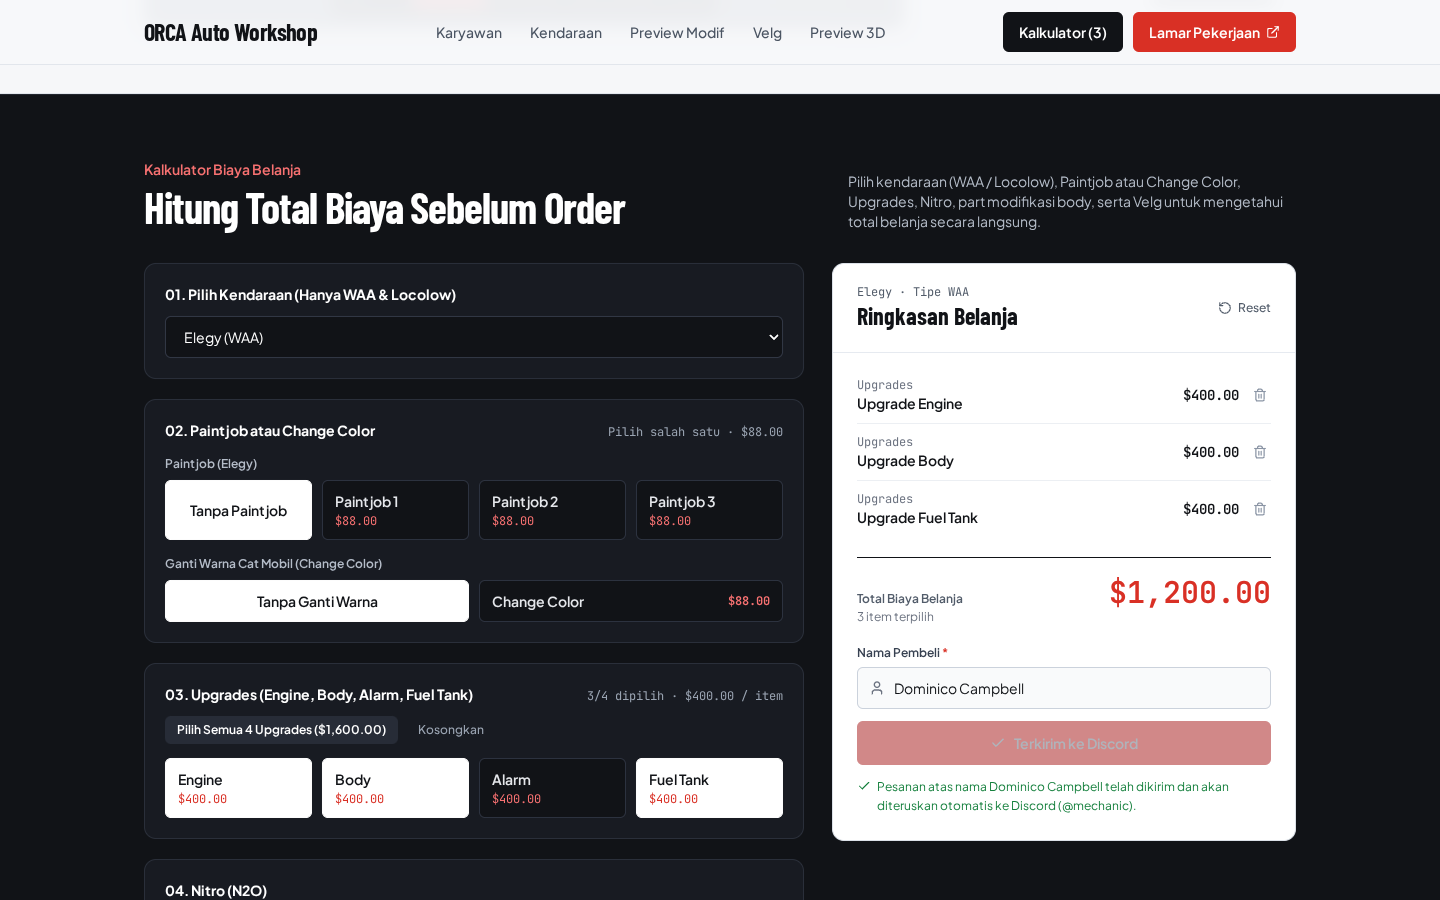 ORCA Auto Workshop
Karyawan
Kendaraan
Preview Modif
Velg
Preview 3D
Kalkulator (3)
Lamar Pekerjaan
Kalkulator Biaya Belanja
Hitung Total Biaya Sebelum Order
Pilih kendaraan (WAA / Locolow), Paintjob atau Change Color,
Upgrades, Nitro, part modifikasi body, serta Velg untuk mengetahui
total belanja secara langsung.
01. Pilih Kendaraan (Hanya WAA & Locolow)
Elegy (WAA)
02. Paintjob atau Change Color
Pilih salah satu · $88.00
Paintjob (Elegy)
Tanpa Paintjob
Paintjob 1
$88.00
Paintjob 2
$88.00
Paintjob 3
$88.00
Ganti Warna Cat Mobil (Change Color)
Tanpa Ganti Warna
Change Color
$88.00
03. Upgrades (Engine, Body, Alarm, Fuel Tank)
3/4 dipilih · $400.00 / item
Pilih Semua 4 Upgrades ($1,600.00)
Kosongkan
Engine
$400.00
Body
$400.00
Alarm
$400.00
Fuel Tank
$400.00
04. Nitro (N2O)
Elegy · Tipe WAA
Ringkasan Belanja
Reset
Upgrades
Upgrade Engine
$400.00
Upgrades
Upgrade Body
$400.00
Upgrades
Upgrade Fuel Tank
$400.00
Total Biaya Belanja
3 item terpilih
$1,200.00
Nama Pembeli *
Dominico Campbell
Terkirim ke Discord
Pesanan atas nama Dominico Campbell telah dikirim dan akan
diteruskan otomatis ke Discord (@mechanic).